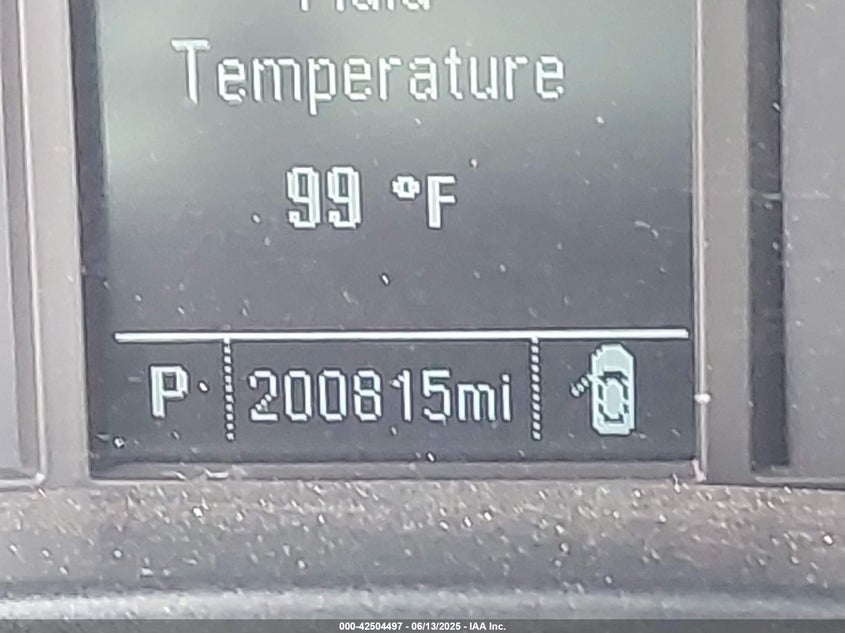 Temperature
99 °F
P 200815mi
000-42504497 - 06/13/2025 - IAA Inc.